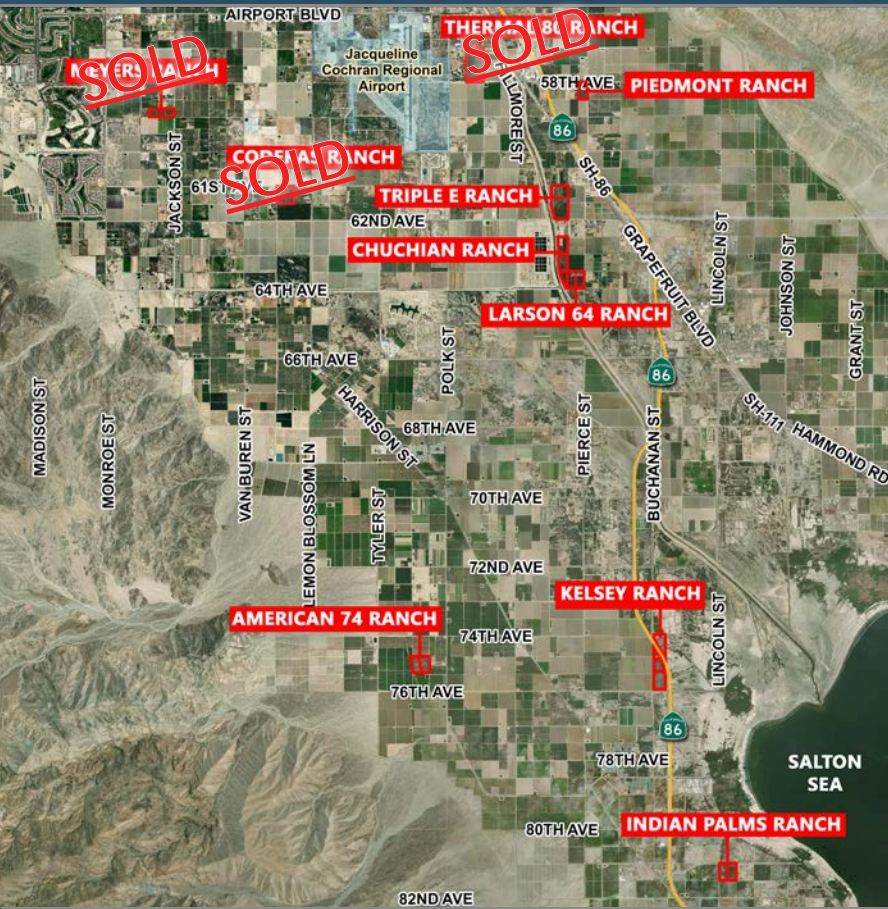 AIRPORT BLVD
THERMAL 80 RANCH
SOLD
Jacqueline
Cochran Regional
Airport
MEYERS RANCH
SOLD
58TH AVE
PIEDMONT RANCH
FILLMORE ST
86
JACKSON ST
RANCH
SOLD
SH-86
TRIPLE E RANCH
62ND AVE
CHUCHIAN RANCH
GRAPEFRUIT BLVD
LINCOLN ST
JOHNSON ST
64TH AVE
LARSON 64 RANCH
GRANT ST
POLK ST
66TH AVE
86
MADISON ST
MONROE ST
VAN BUREN ST
HARRISON ST
68TH AVE
PIERCE ST
BUCHANAN ST
SH-111
HAMMOND RD
LEMON BLOSSOM LN
TYLER ST
70TH AVE
72ND AVE
KELSEY RANCH
AMERICAN 74 RANCH
74TH AVE
LINCOLN ST
76TH AVE
86
78TH AVE
SALTON
SEA
80TH AVE
INDIAN PALMS RANCH
82ND AVE